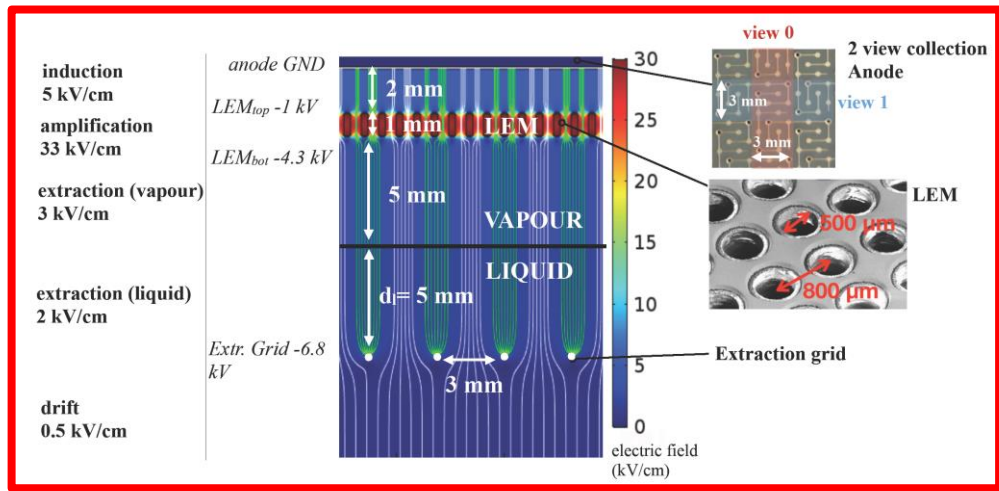 induction
5 kV/cm
amplification
33 kV/cm
extraction (vapour)
3 kV/cm
extraction (liquid)
2 kV/cm
drift
0.5 kV/cm
anode GND
LEMtop -1 kV
LEMbot -4.3 kV
Extr. Grid -6.8
kV
2 mm
1 mm
LEM
5 mm
VAPOUR
LIQUID
dl= 5 mm
3 mm
30
25
20
15
10
5
0
electric field
(kV/cm)
view 0
2 view collection
Anode
view 1
3 mm
3 mm
LEM
500 µm
800 µm
Extraction grid